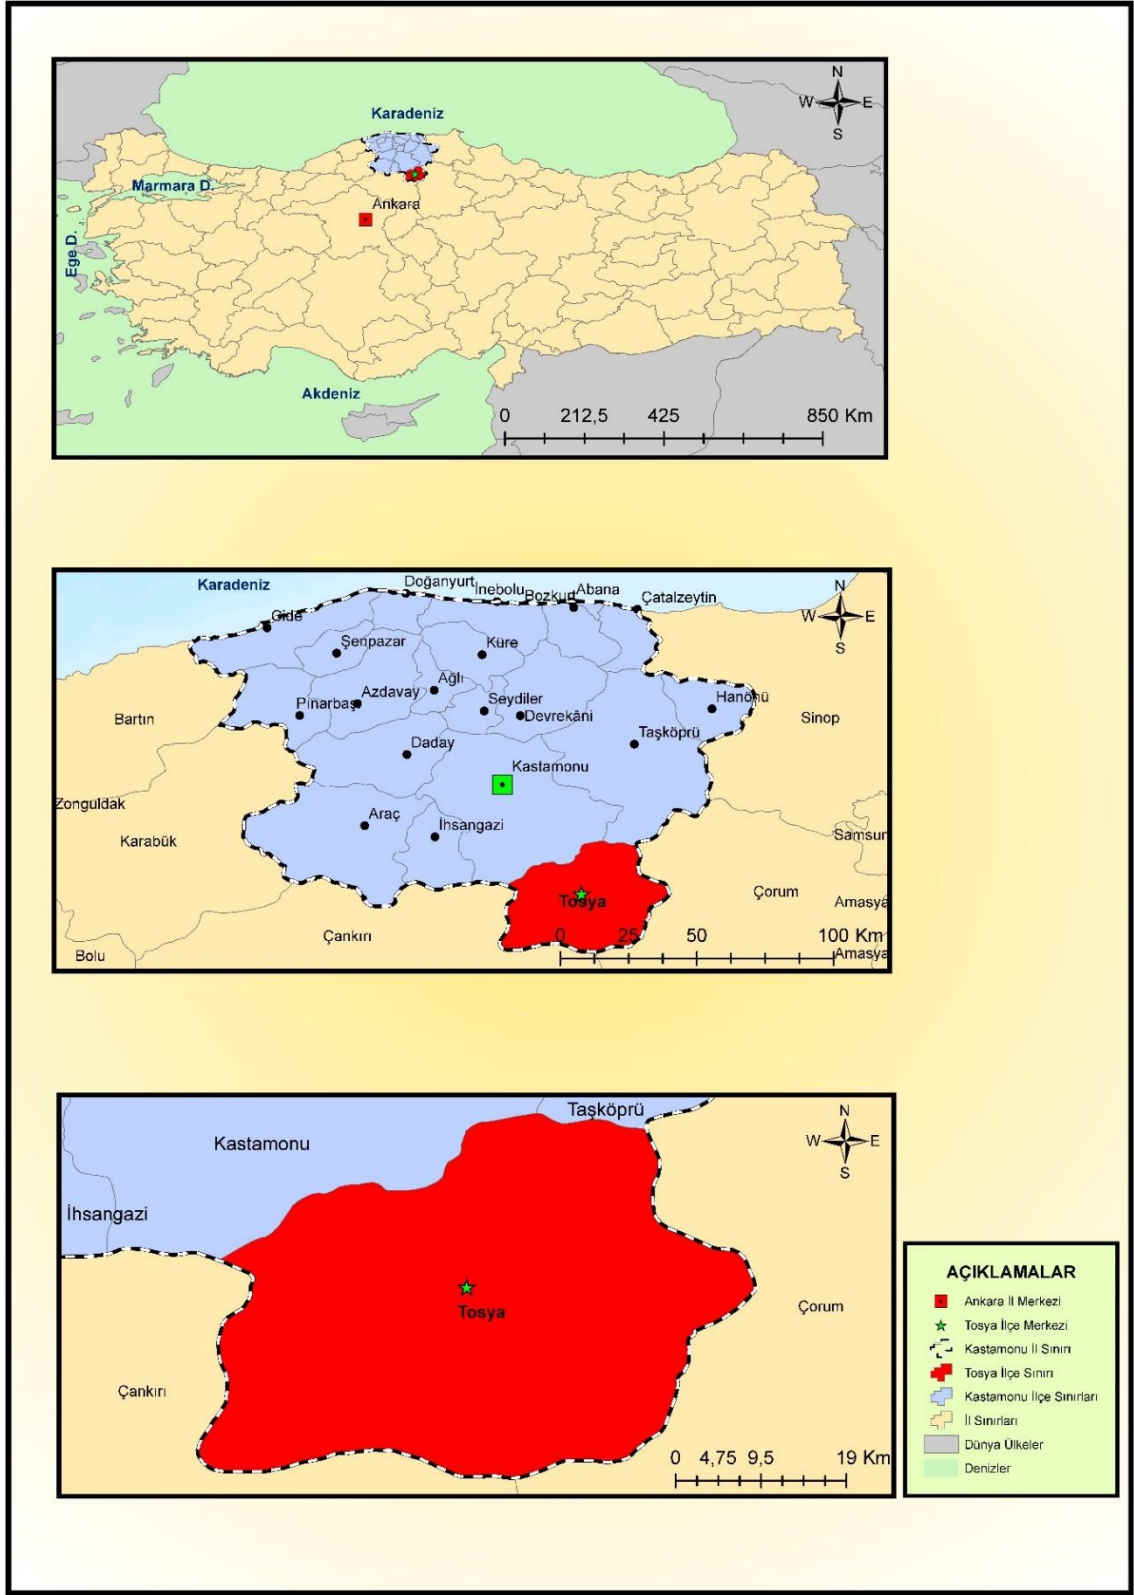 N
W E
S
Karadeniz
Marmara D.
Ankara
Ege D.
Akdeniz
0 212,5 425 850 Km
Karadeniz
Doğanyurt
İnebolu
Bozkurt
Abana
Çatalzeytin
N
W E
S
Cide
Şenpazar
Küre
Ağlı
Azdavay
Pınarbaşı
Seydiler
Devrekâni
Hanönü
Bartın
Sinop
Taşköprü
Daday
Kastamonu
Zonguldak
Karabük
Araç
İhsangazi
Samsun
Çorum
Tosya
Amasya
Çankırı
0 25 50 100 Km
Bolu
Amasya
Taşköprü
N
W E
S
Kastamonu
İhsangazi
Tosya
Çorum
Çankırı
0 4,75 9,5 19 Km
AÇIKLAMALAR
Ankara İl Merkezi
Tosya İlçe Merkezi
Kastamonu İl Sınırı
Tosya İlçe Sınırı
Kastamonu İlçe Sınırları
İl Sınırları
Dünya Ülkeler
Denizler